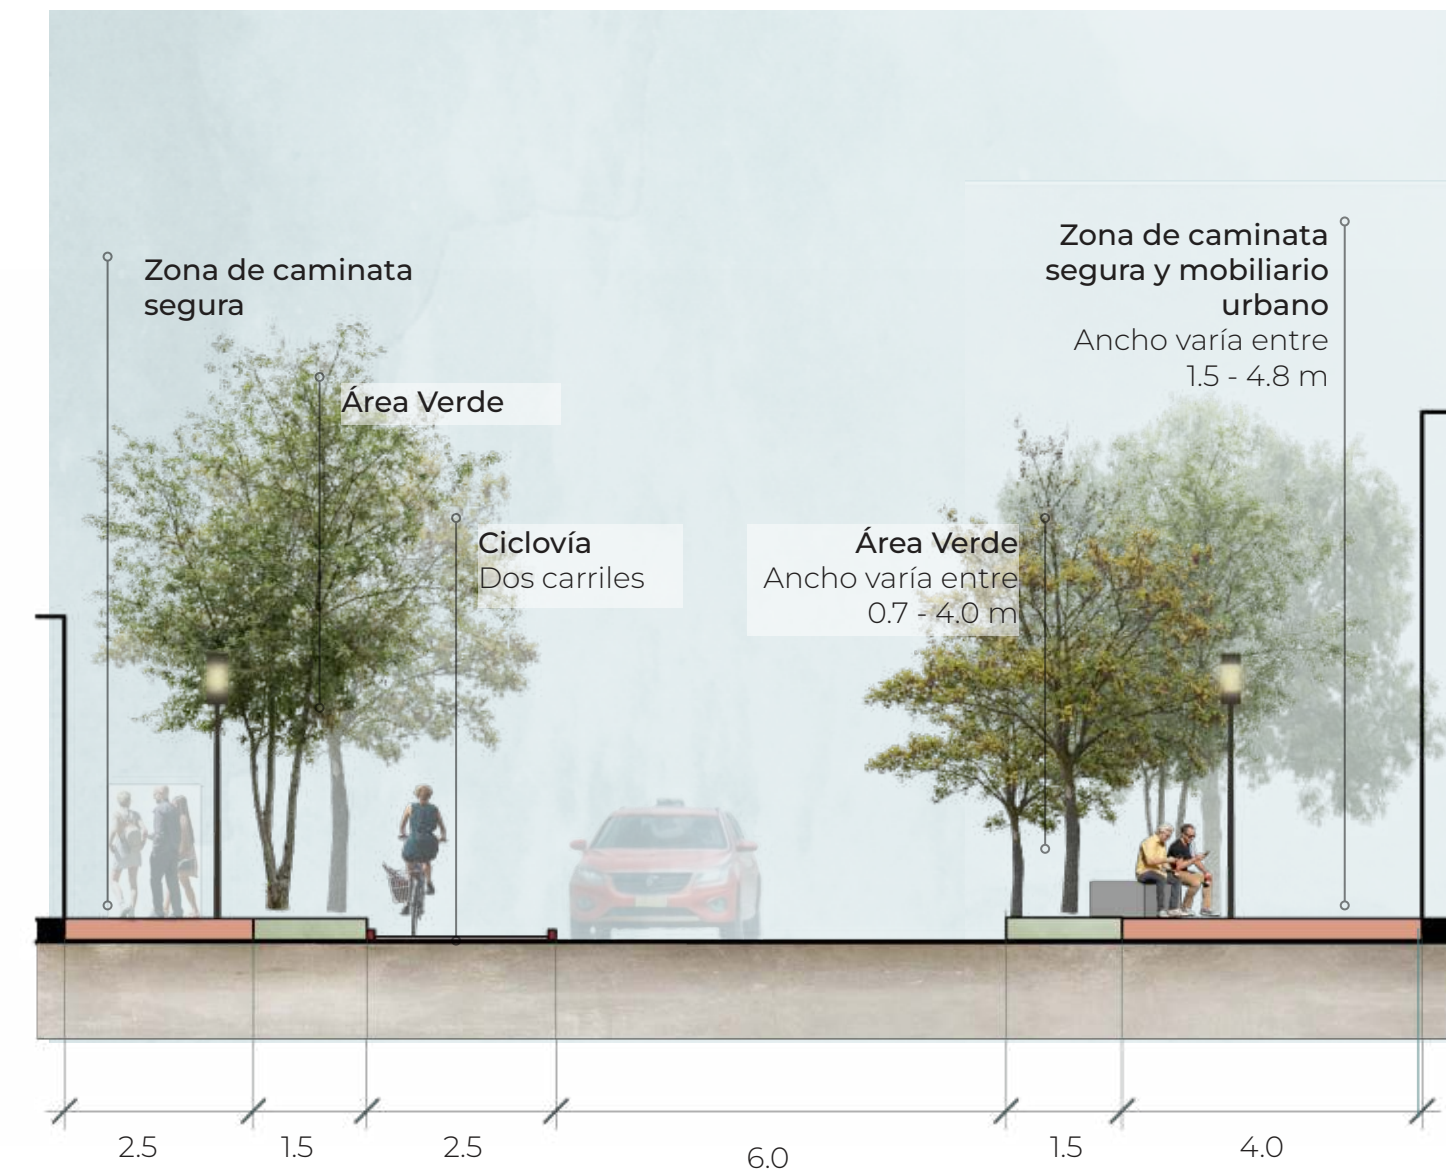 Zona de caminata
segura y mobiliario
urbano
Ancho varía entre
1.5 - 4.8 m
Zona de caminata
segura
Área Verde
Ciclovía
Dos carriles
Área Verde
Ancho varía entre
0.7 - 4.0 m
2.5
1.5
2.5
6.0
1.5
4.0